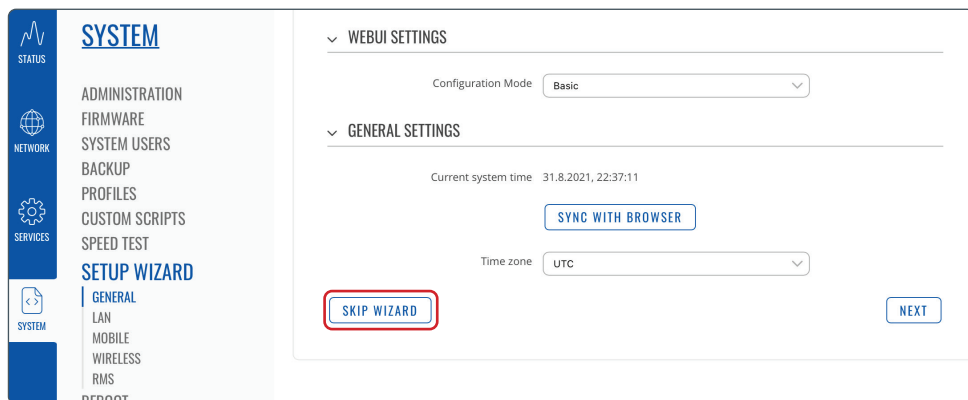 STATUS
NETWORK
SERVICES
SYSTEM
SYSTEM
ADMINISTRATION
FIRMWARE
SYSTEM USERS
BACKUP
PROFILES
CUSTOM SCRIPTS
SPEED TEST
SETUP WIZARD
GENERAL
LAN
MOBILE
WIRELESS
RMS
REBOOT
WEBUI SETTINGS
Configuration Mode Basic
GENERAL SETTINGS
Current system time 31.8.2021, 22:37:11
SYNC WITH BROWSER
Time zone UTC
SKIP WIZARD NEXT